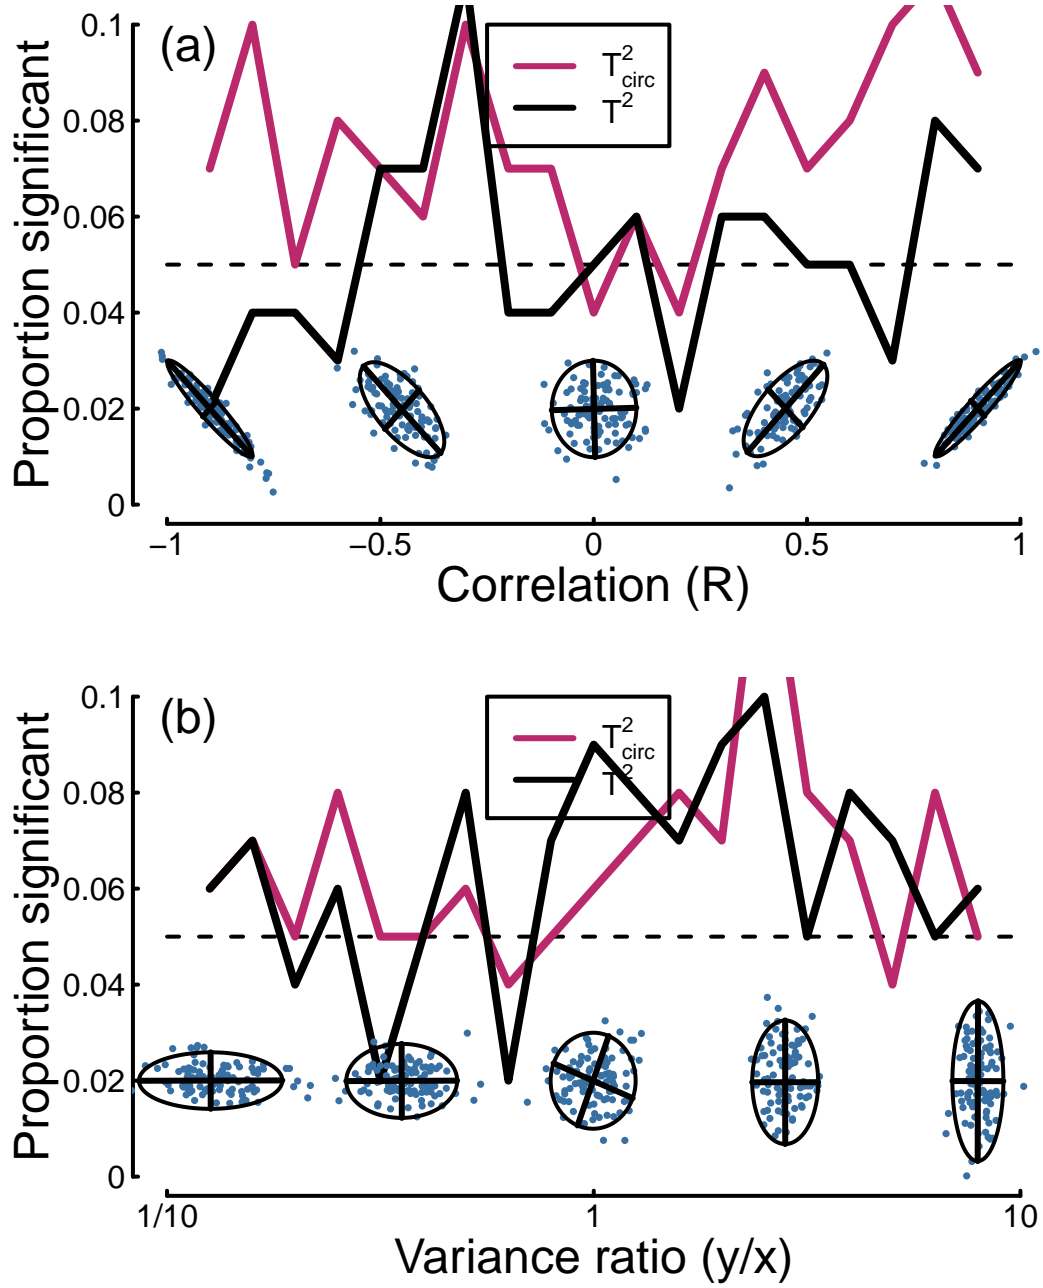 (a)
Proportion significant
0.1
0.08
0.06
0.04
0.02
0
T²circ
T²
−1
−0.5
0
0.5
1
Correlation (R)
(b)
Proportion significant
0.1
0.08
0.06
0.04
0.02
0
T²circ
T²
1/10
1
10
Variance ratio (y/x)